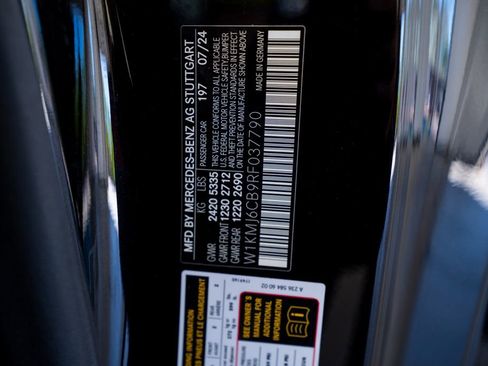 MFD BY MERCEDES-BENZ AG STUTTGART
PASSENGER CAR 197 07/24
THIS VEHICLE CONFORMS TO ALL APPLICABLE
U.S. FEDERAL MOTOR VEHICLE SAFETY, BUMPER
AND THEFT PREVENTION STANDARDS IN EFFECT
ON THE DATE OF MANUFACTURE SHOWN ABOVE
KG LBS
GVWR 2420 5335
GAWR FRONT 1230 2712
GAWR REAR 1220 2690
MADE IN GERMANY
W1KMJ6CB9RF037790
A 236 584 60 02
SEE OWNER'S
MANUAL FOR
ADDITIONAL
INFORMATION